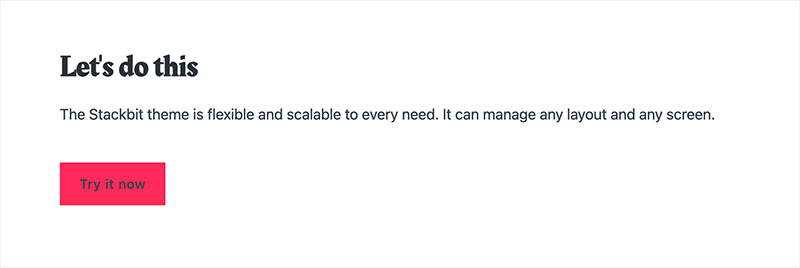 Let's do this
The Stackbit theme is flexible and scalable to every need. It can manage any layout and any screen.
Try it now